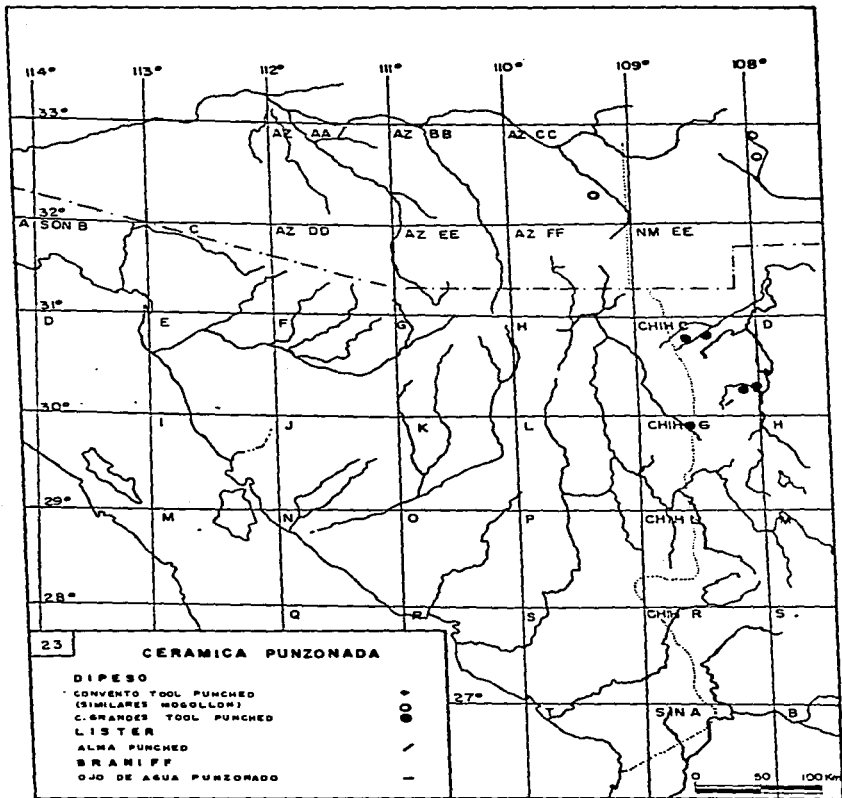 114° 113° 112° 111° 110° 109° 108°
33°
AZ AA AZ BB AZ CC
32°
A SON B C AZ DD AZ EE AZ FF NM EE
31°
D E F G H CHIH C D
30°
I J K L CHIH G H
29°
M N O P CHIH L M
28°
Q R S CHIH R S
27°
T SIN A B
23
CERAMICA PUNZONADA
DIPESO
CONVENTO TOOL PUNCHED
(SIMILARES MOGOLLON)
C. GRANDES TOOL PUNCHED
LISTER
ALMA PUNCHED
BRANIFF
OJO DE AGUA PUNZONADO
0 50 100 Km